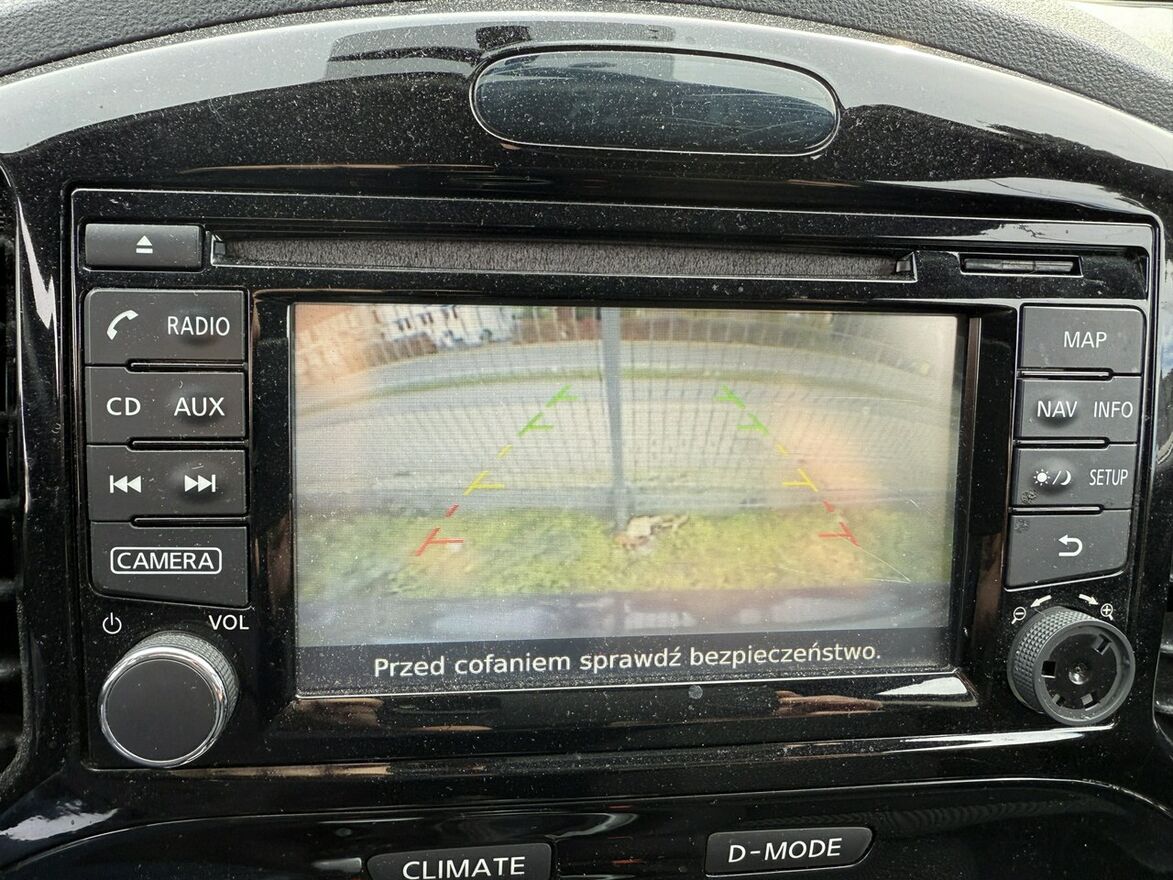 RADIO
CD AUX
CAMERA
VOL
MAP
NAV INFO
SETUP
Przed cofaniem sprawdź bezpieczeństwo.
CLIMATE
D-MODE